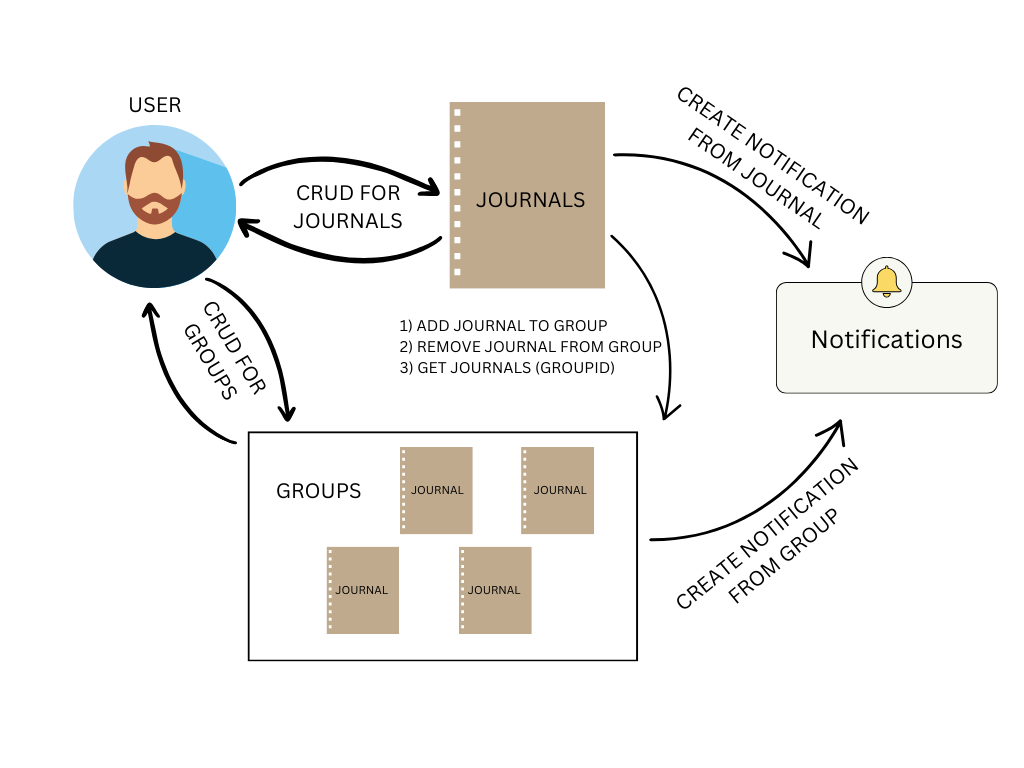 USER
CRUD FOR
JOURNALS
JOURNALS
CREATE NOTIFICATION
FROM JOURNAL
CRUD FOR
GROUPS
1) ADD JOURNAL TO GROUP
2) REMOVE JOURNAL FROM GROUP
3) GET JOURNALS (GROUPID)
Notifications
GROUPS
JOURNAL
JOURNAL
JOURNAL
JOURNAL
CREATE NOTIFICATION
FROM GROUP